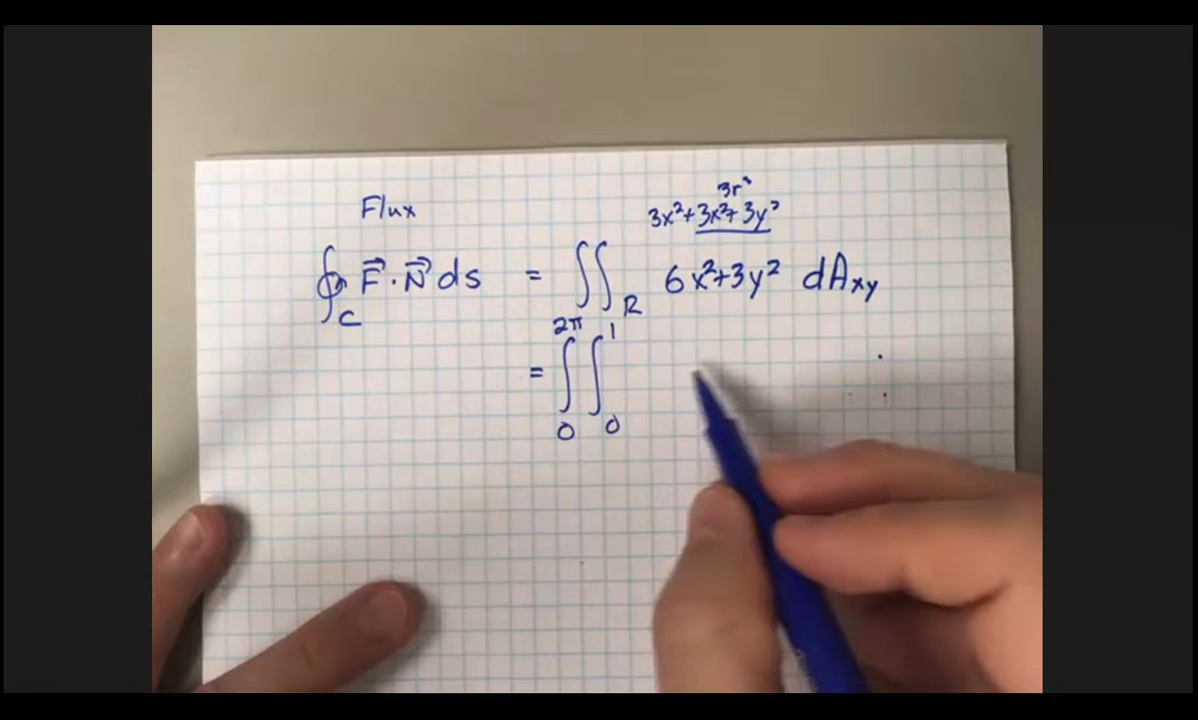 3r²
Flux 3x²+3x²+3y²
∮_C F⃗·N⃗ ds = ∬_R 6x²+3y² dA_xy
= ∫_0^2π ∫_0^1